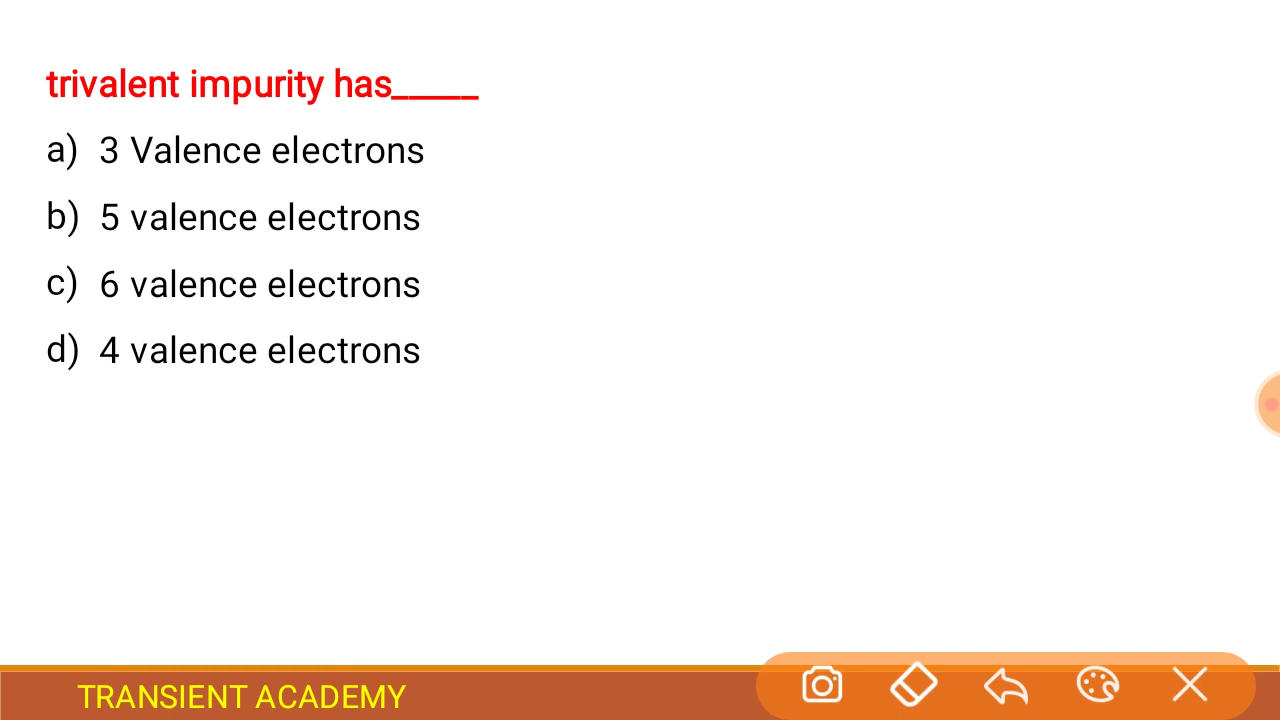 trivalent impurity has_____
a) 3 Valence electrons
b) 5 valence electrons
c) 6 valence electrons
d) 4 valence electrons
TRANSIENT ACADEMY